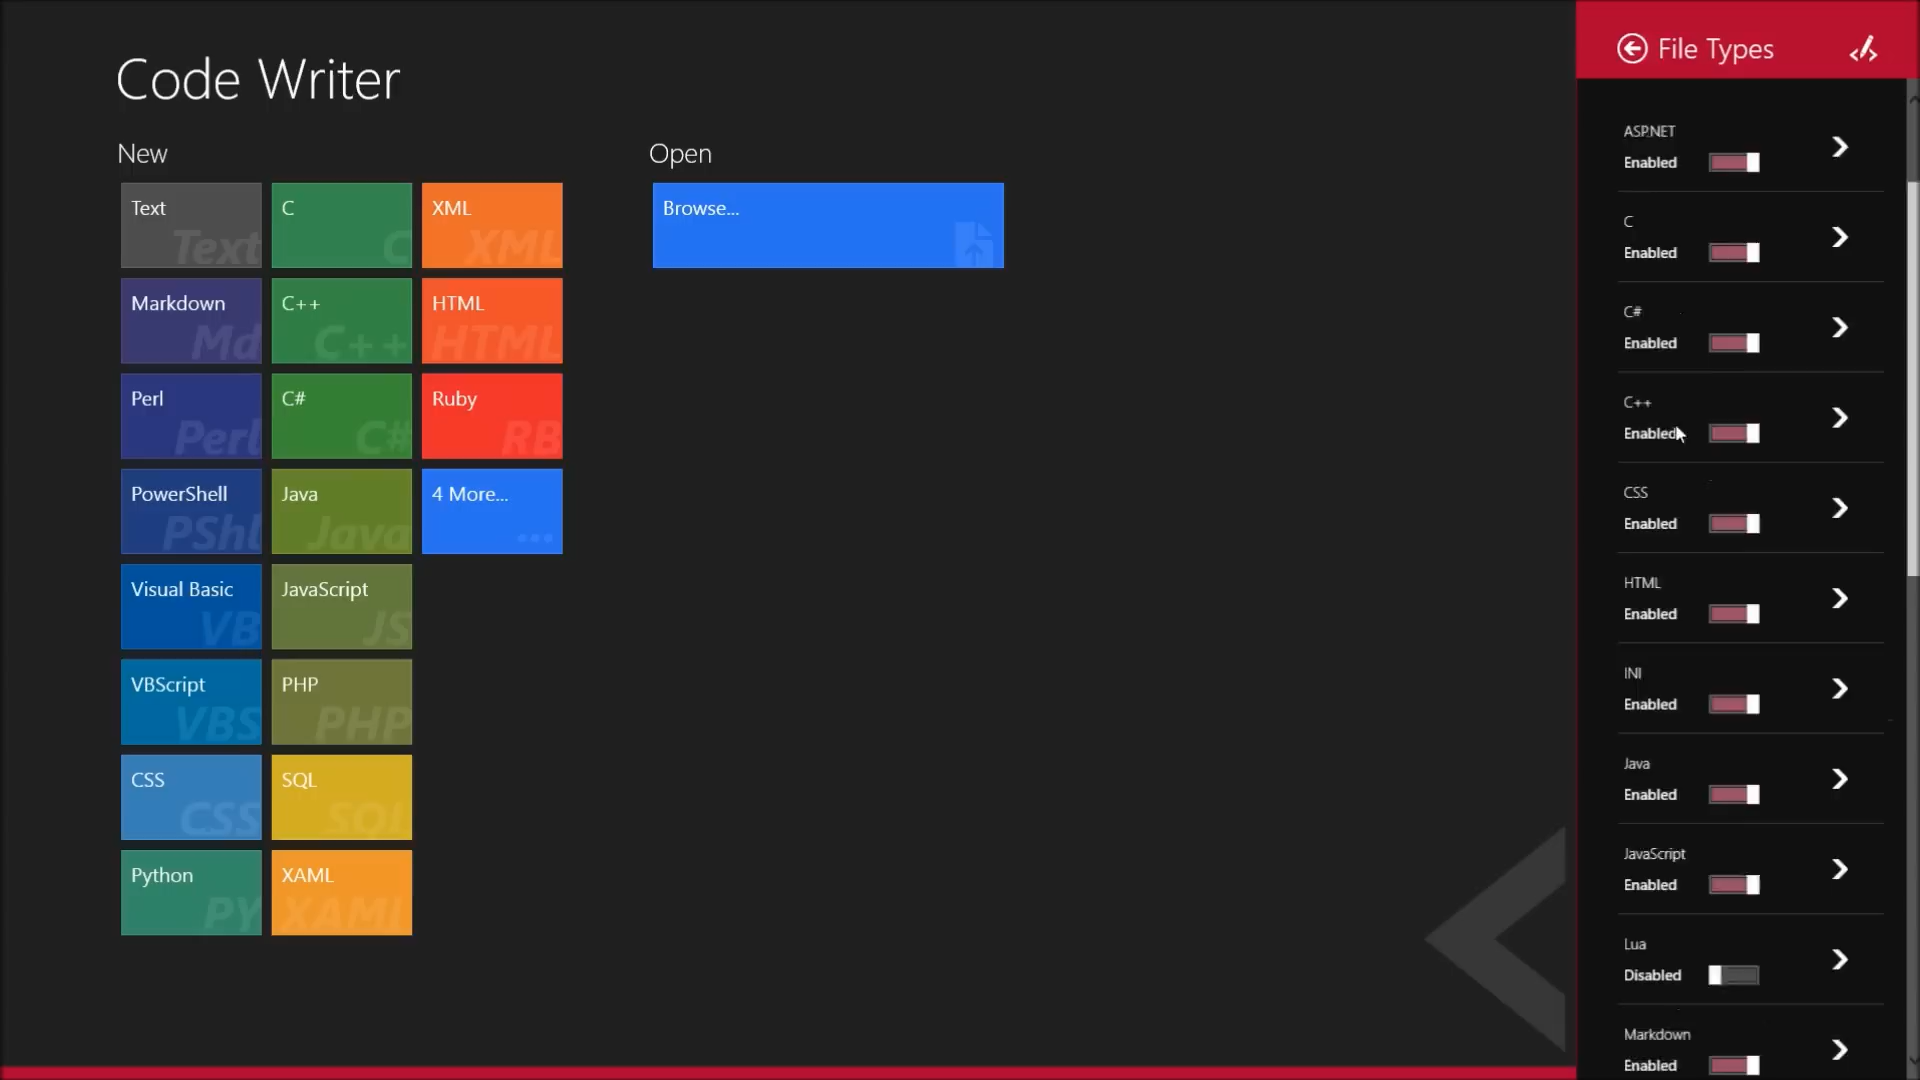 Code Writer
New
Text
Text
Markdown
Md
Perl
Perl
PowerShell
PShl
Visual Basic
VB
VBScript
VBS
CSS
CSS
Python
PY
C
C
C++
C++
C#
C#
Java
Java
JavaScript
JS
PHP
PHP
SQL
SQL
XAML
XAML
XML
XML
HTML
HTML
Ruby
RB
4 More...
Open
Browse...
File Types
ASP.NET
Enabled
C
Enabled
C#
Enabled
C++
Enabled
CSS
Enabled
HTML
Enabled
INI
Enabled
Java
Enabled
JavaScript
Enabled
Lua
Disabled
Markdown
Enabled